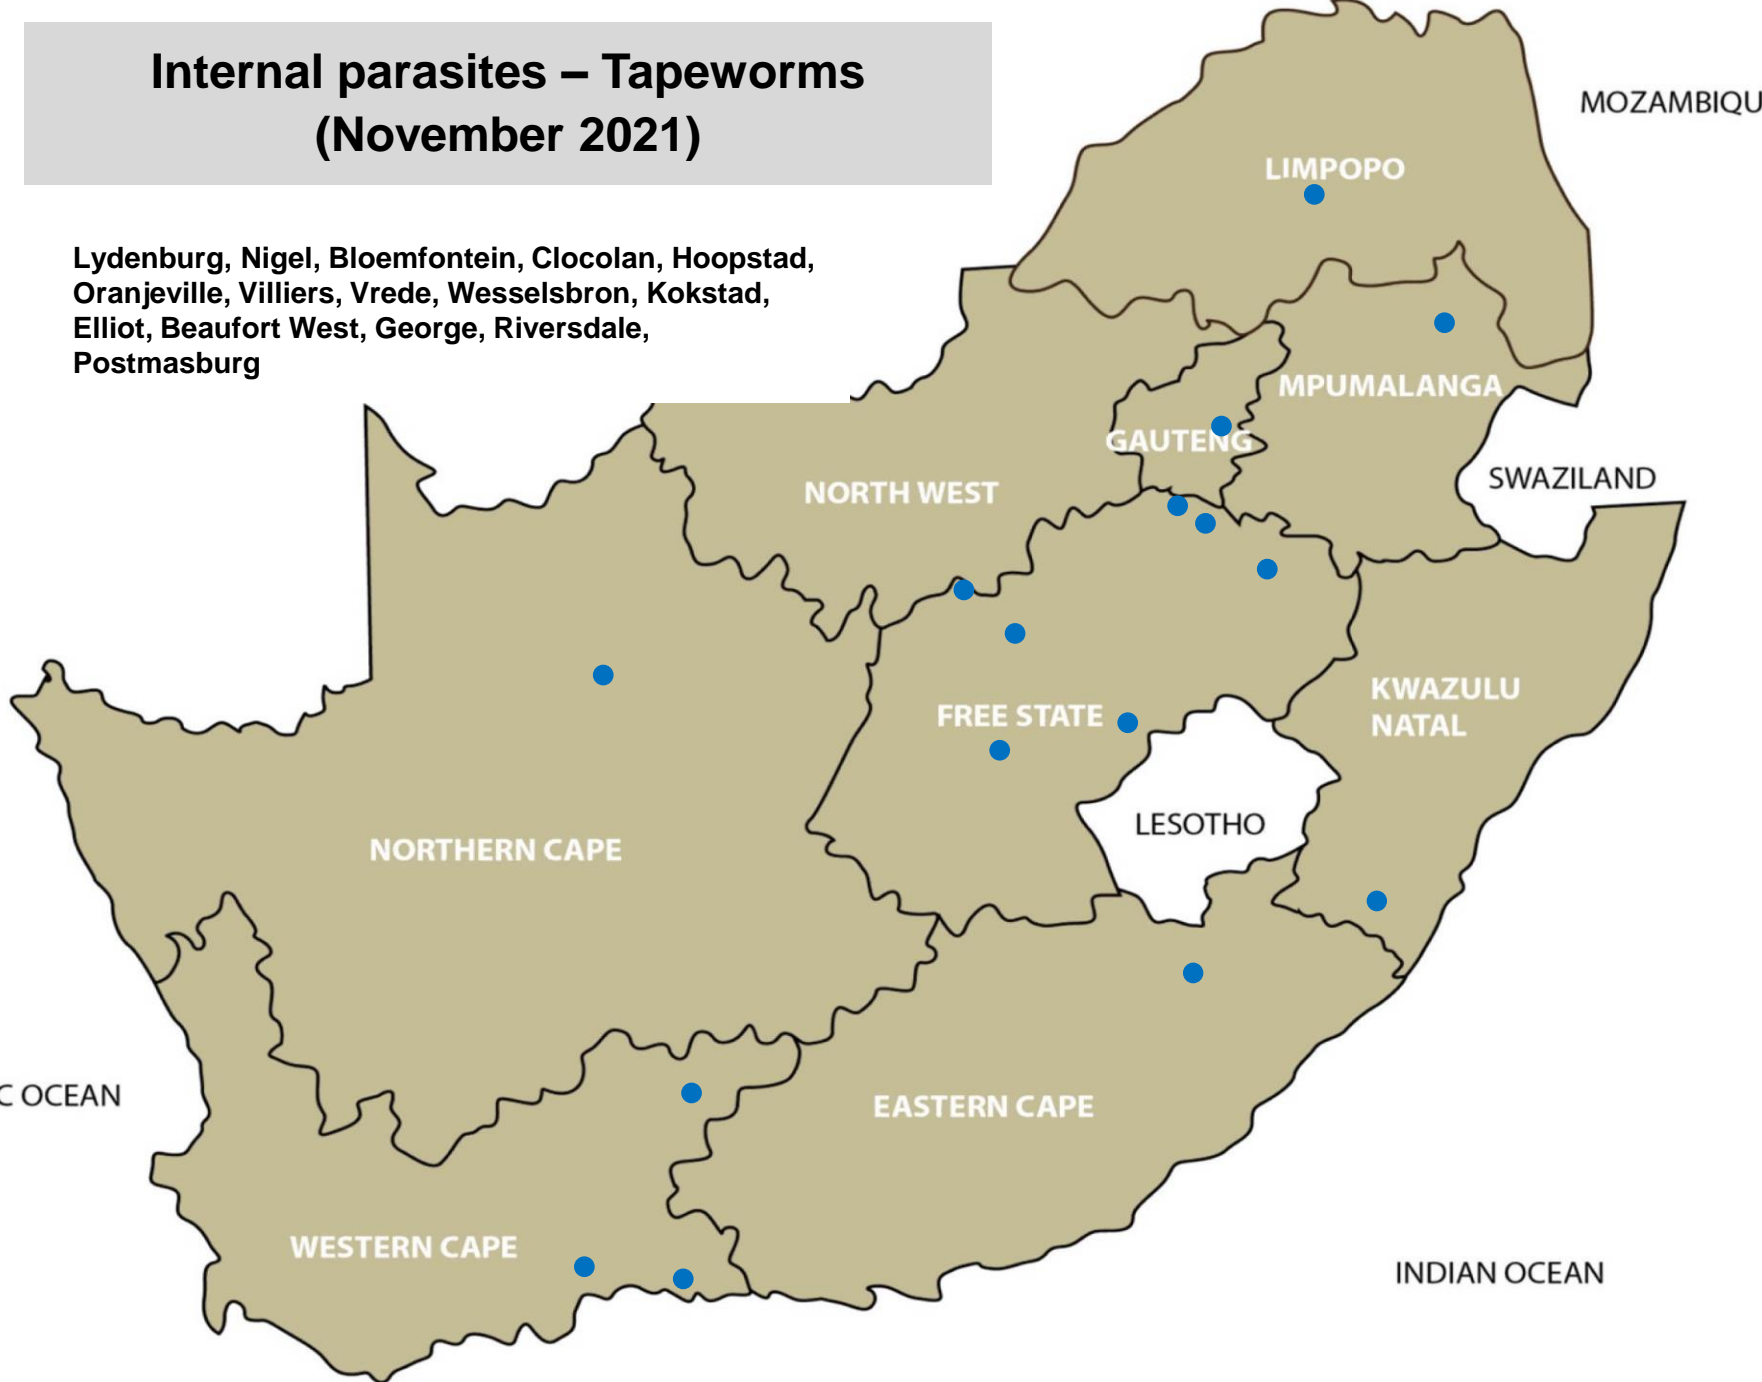 Internal parasites – Tapeworms
(November 2021)
MOZAMBIQU
LIMPOPO
Lydenburg, Nigel, Bloemfontein, Clocolan, Hoopstad,
Oranjeville, Villiers, Vrede, Wesselsbron, Kokstad,
Elliot, Beaufort West, George, Riversdale,
Postmasburg
MPUMALANGA
GAUTENG
SWAZILAND
NORTH WEST
KWAZULU
NATAL
FREE STATE
LESOTHO
NORTHERN CAPE
C OCEAN
EASTERN CAPE
WESTERN CAPE
INDIAN OCEAN